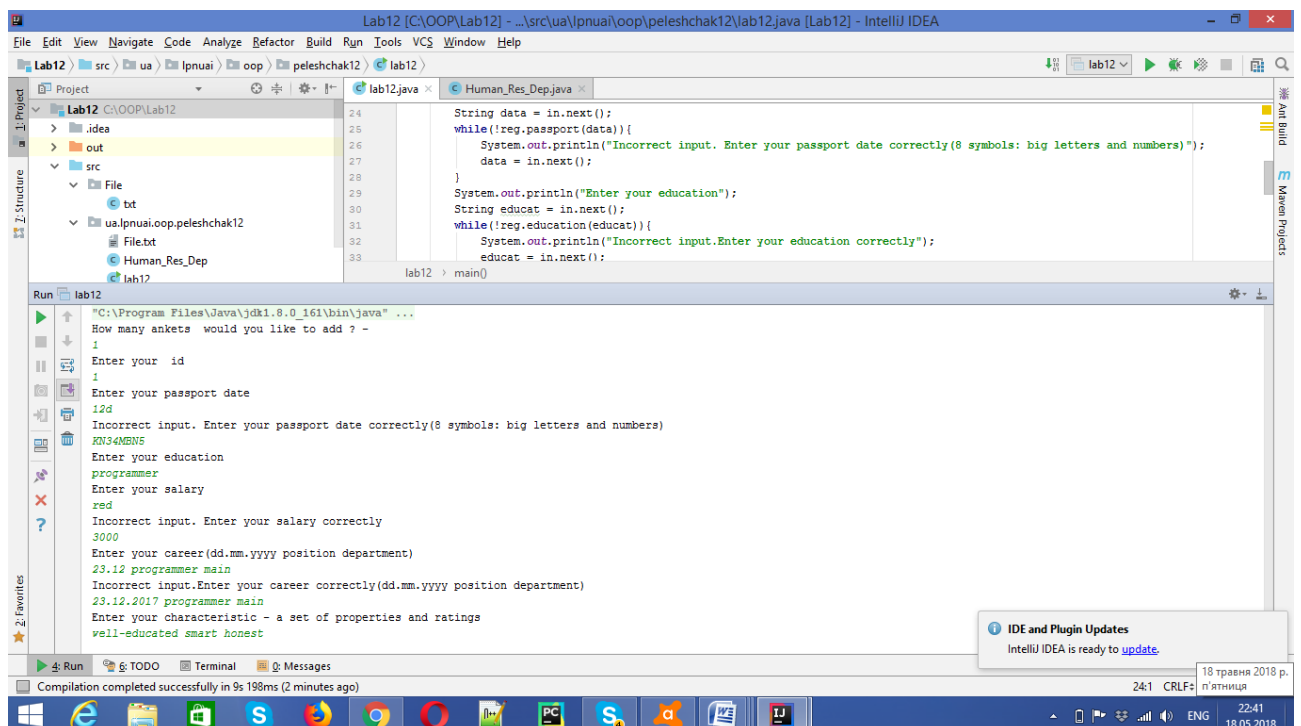 Lab12 [C:\OOP\Lab12] - ...\src\ua\lpnuai\oop\peleshchak12\lab12.java [Lab12] - IntelliJ IDEA
File Edit View Navigate Code Analyze Refactor Build Run Tools VCS Window Help
Lab12 src ua lpnuai oop peleshchak12 lab12
lab12
Project
lab12.java
Human_Res_Dep.java
1: Project
Z: Structure
2: Favorites
Ant Build
Maven Projects
Lab12 C:\OOP\Lab12
.idea
out
src
File
txt
ua.lpnuai.oop.peleshchak12
File.txt
Human_Res_Dep
lab12
24 String data = in.next();
25 while(!reg.passport(data)){
26 System.out.println("Incorrect input. Enter your passport date correctly(8 symbols: big letters and numbers)");
27 data = in.next();
28 }
29 System.out.println("Enter your education");
30 String educat = in.next();
31 while(!reg.education(educat)){
32 System.out.println("Incorrect input.Enter your education correctly");
33 educat = in.next();
lab12 main()
Run lab12
"C:\Program Files\Java\jdk1.8.0_161\bin\java" ...
How many ankets  would you like to add ? -
1
Enter your  id
1
Enter your passport date
12d
Incorrect input. Enter your passport date correctly(8 symbols: big letters and numbers)
KN34MBN5
Enter your education
programmer
Enter your salary
red
Incorrect input. Enter your salary correctly
3000
Enter your career(dd.mm.yyyy position department)
23.12 programmer main
Incorrect input.Enter your career correctly(dd.mm.yyyy position department)
23.12.2017 programmer main
Enter your characteristic - a set of properties and ratings
well-educated smart honest
IDE and Plugin Updates
IntelliJ IDEA is ready to update.
4: Run 6: TODO Terminal 0: Messages
Compilation completed successfully in 9s 198ms (2 minutes ago)
24:1 CRLF
18 травня 2018 р.
п'ятниця
ENG
22:41
18.05.2018